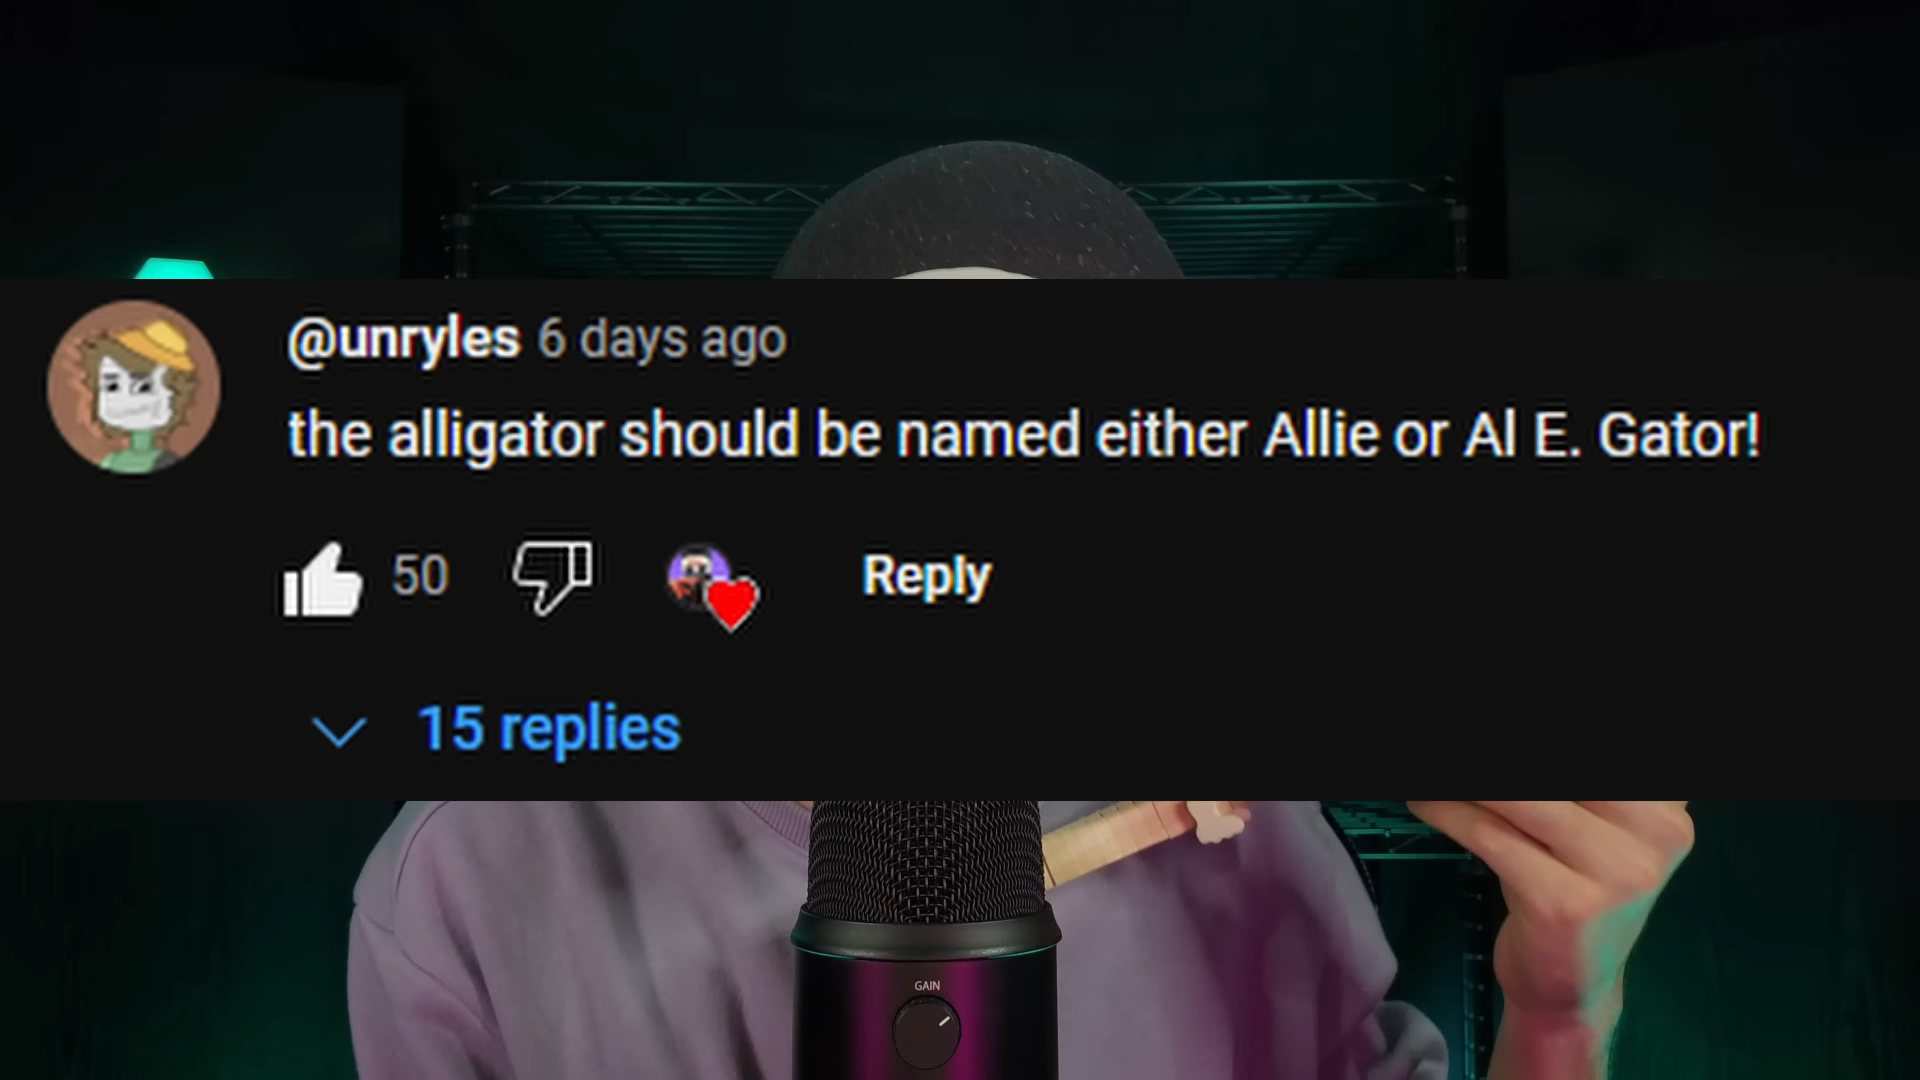 @unryles 6 days ago
the alligator should be named either Allie or Al E. Gator!
50
Reply
15 replies
GAIN